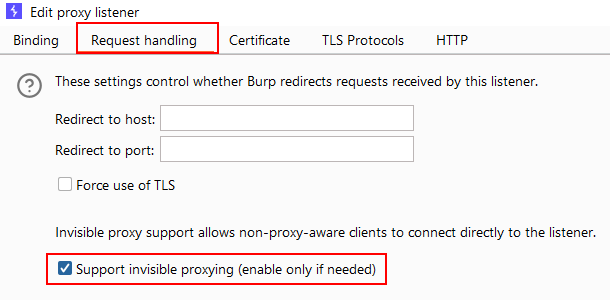 Edit proxy listener
Binding Request handling Certificate TLS Protocols HTTP
? These settings control whether Burp redirects requests received by this listener.
Redirect to host:
Redirect to port:
Force use of TLS
Invisible proxy support allows non-proxy-aware clients to connect directly to the listener.
Support invisible proxying (enable only if needed)